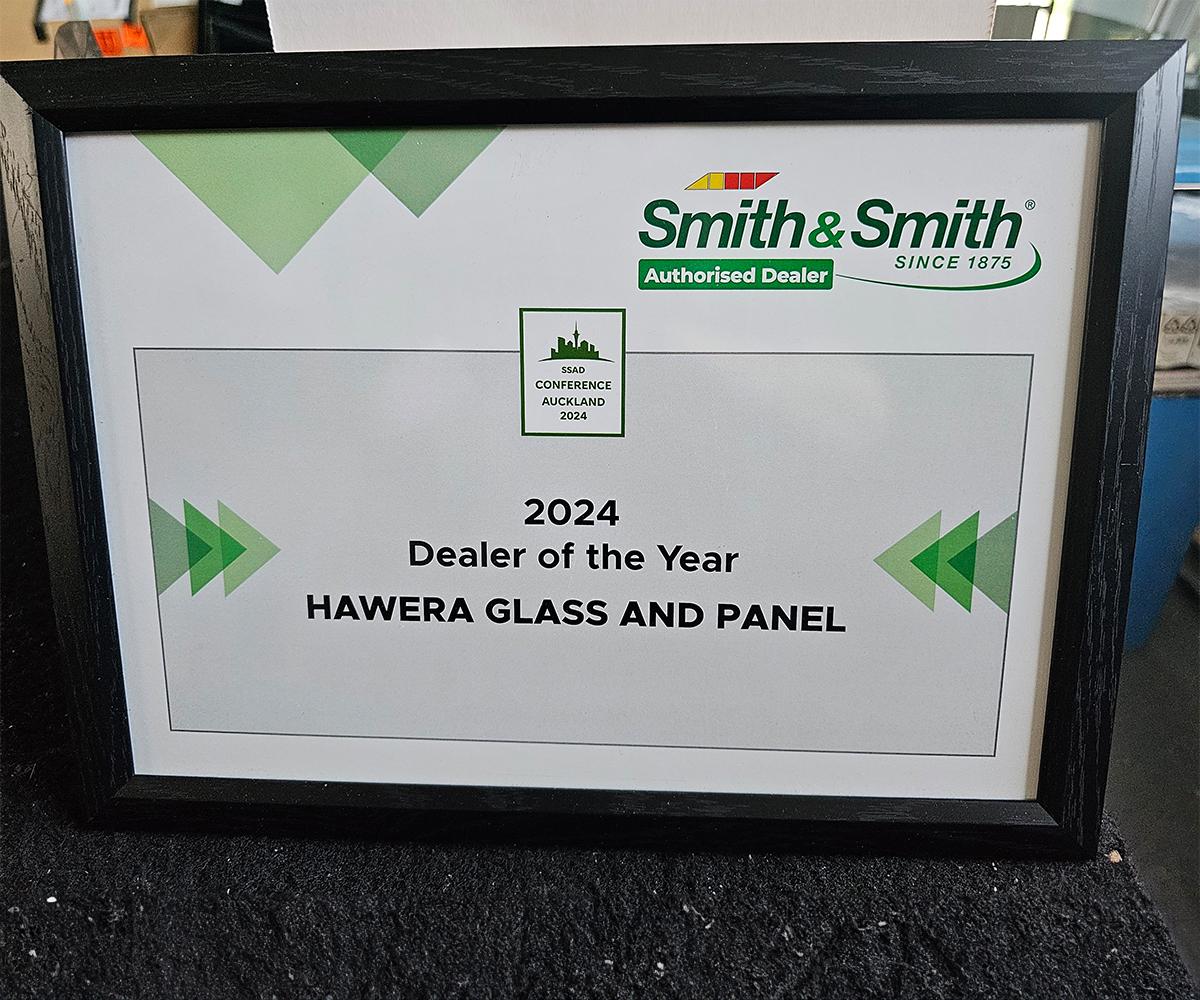 Smith & Smith®
SINCE 1875
Authorised Dealer
SSAD
CONFERENCE
AUCKLAND
2024
2024
Dealer of the Year
HAWERA GLASS AND PANEL